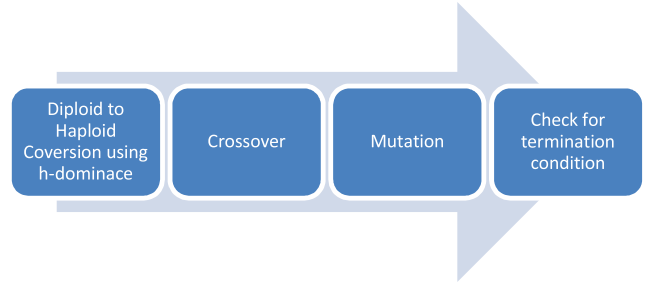 Diploid to
Haploid
Coversion using
h-dominace
Crossover
Mutation
Check for
termination
condition